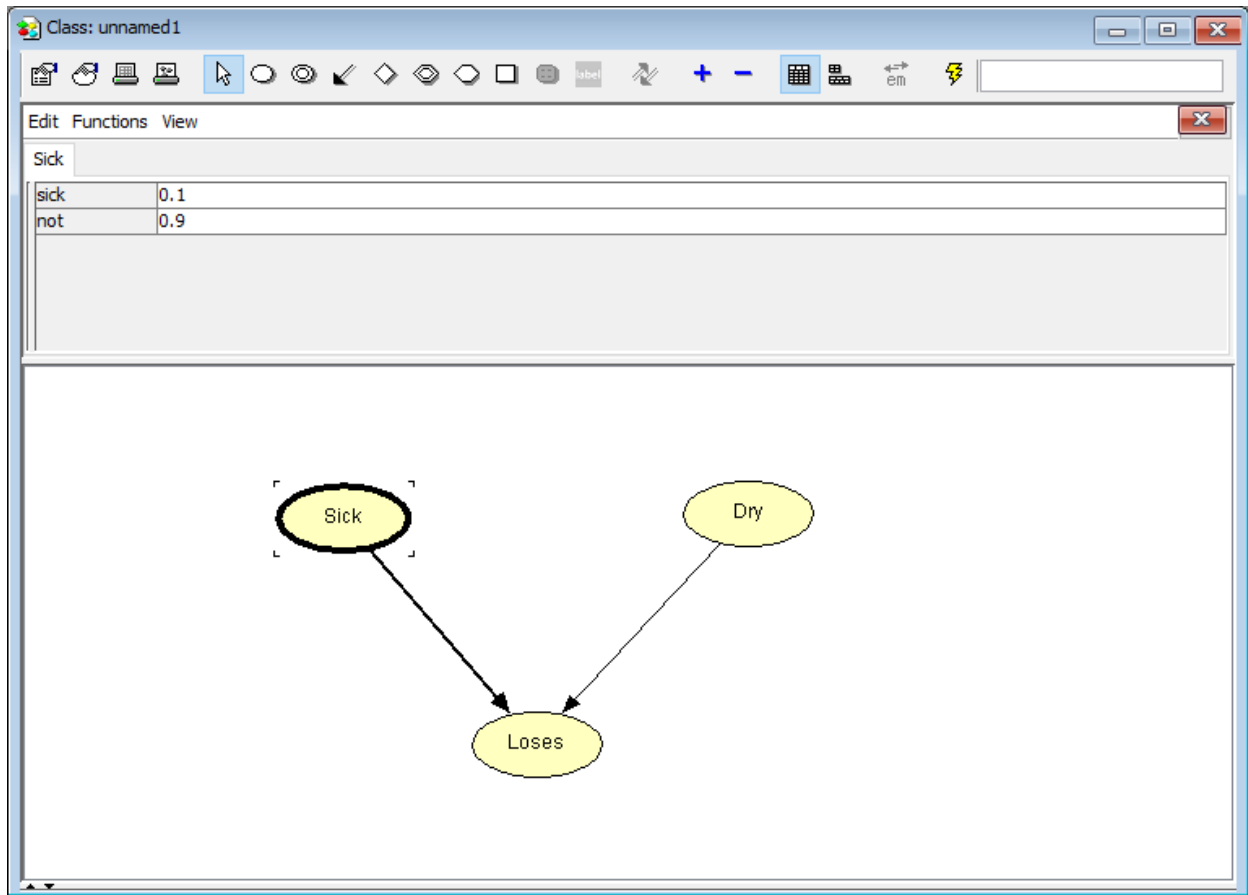 Class: unnamed1
label
em
Edit Functions View
Sick
sick 0.1
not 0.9
Sick
Dry
Loses